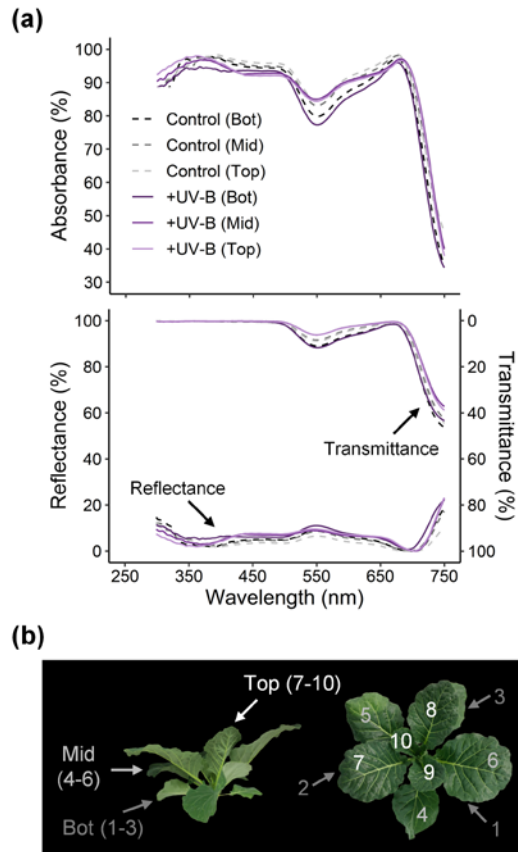 (a)
100
90
80
70
60
50
40
30
Absorbance (%)
Control (Bot)
Control (Mid)
Control (Top)
+UV-B (Bot)
+UV-B (Mid)
+UV-B (Top)
100
80
60
40
20
0
Reflectance (%)
0
20
40
60
80
100
Transmittance (%)
Transmittance
Reflectance
250 350 450 550 650 750
Wavelength (nm)
(b)
Top (7-10)
Mid
(4-6)
Bot (1-3)
5 8 3
10
7 6
2 9
4 1